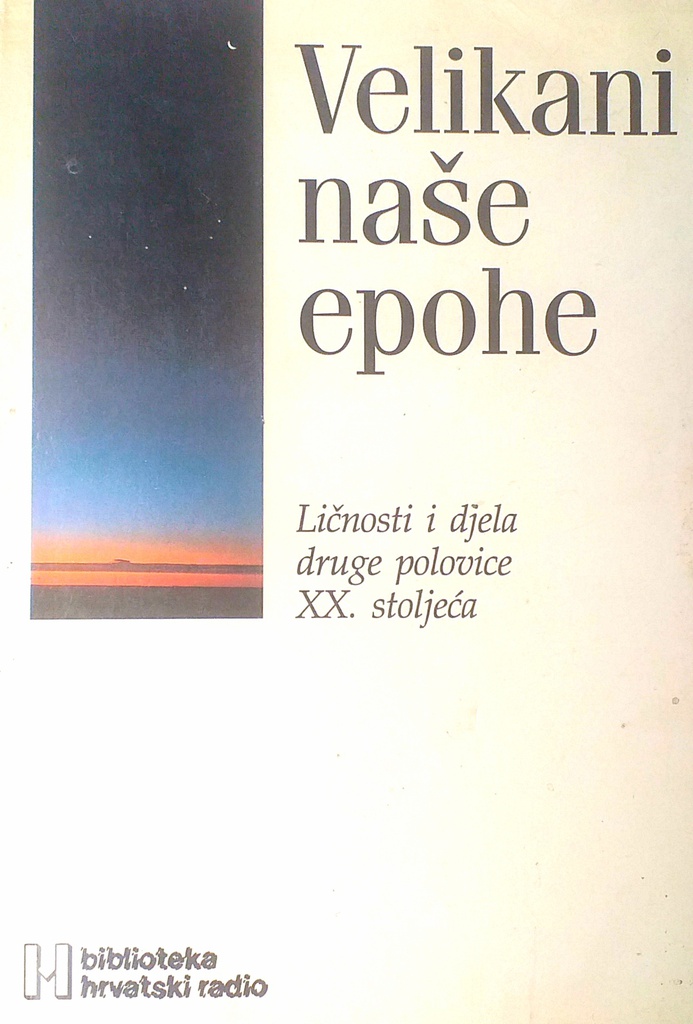 Velikani
naše
epohe
Ličnosti i djela
druge polovice
XX. stoljeća
biblioteka
hrvatski radio